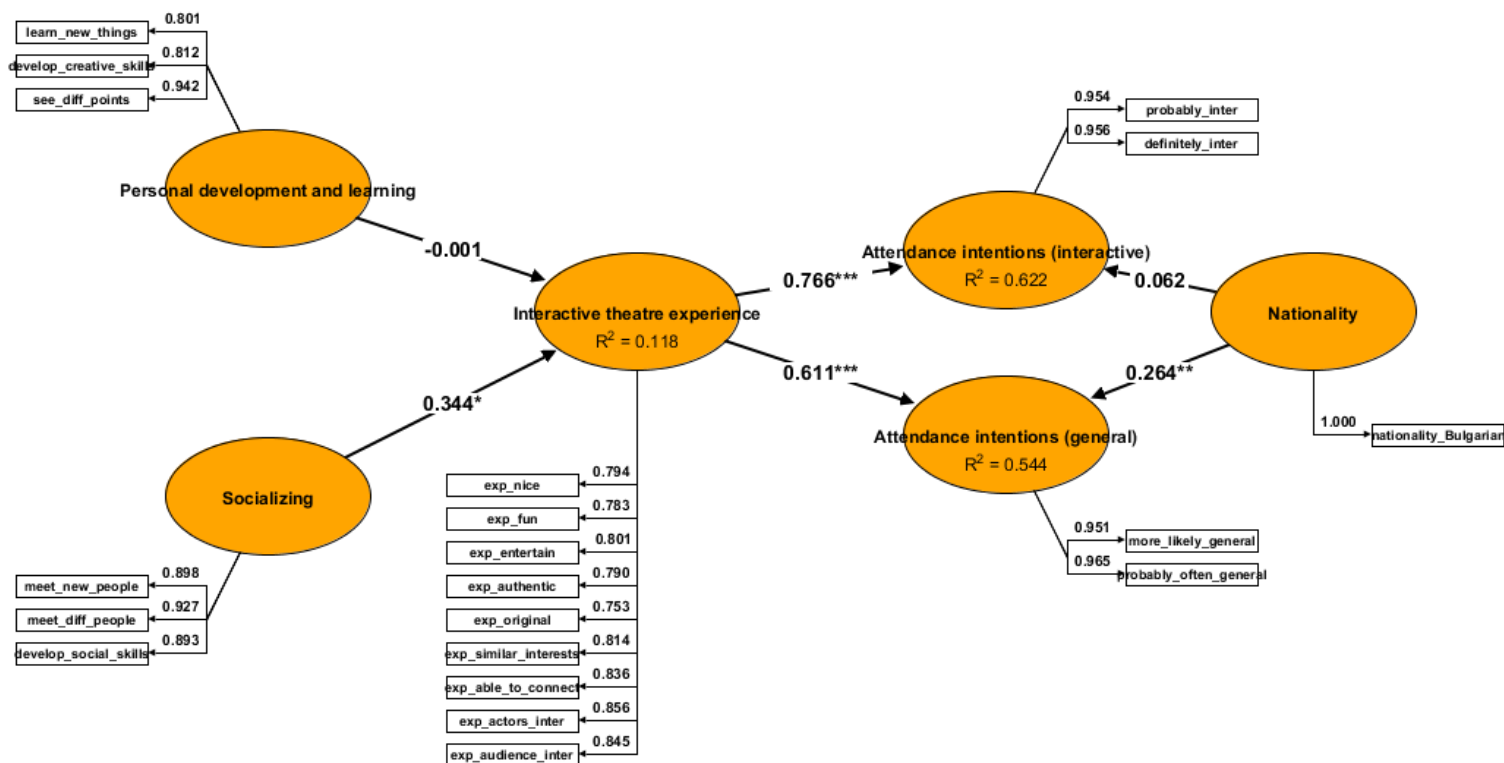 0.801
learn_new_things
0.812
develop_creative_skills
0.942
see_diff_points
Personal development and learning
-0.001
0.954
probably_inter
0.956
definitely_inter
Attendance intentions (interactive)
R² = 0.622
0.766***
0.062
Interactive theatre experience
R² = 0.118
Nationality
0.611***
0.264**
0.344*
Attendance intentions (general)
R² = 0.544
1.000
nationality_Bulgarian
Socializing
0.794
exp_nice
0.783
exp_fun
0.801
exp_entertain
0.790
exp_authentic
0.753
exp_original
0.814
exp_similar_interests
0.836
exp_able_to_connect
0.856
exp_actors_inter
0.845
exp_audience_inter
0.951
more_likely_general
0.965
probably_often_general
0.898
meet_new_people
0.927
meet_diff_people
0.893
develop_social_skills